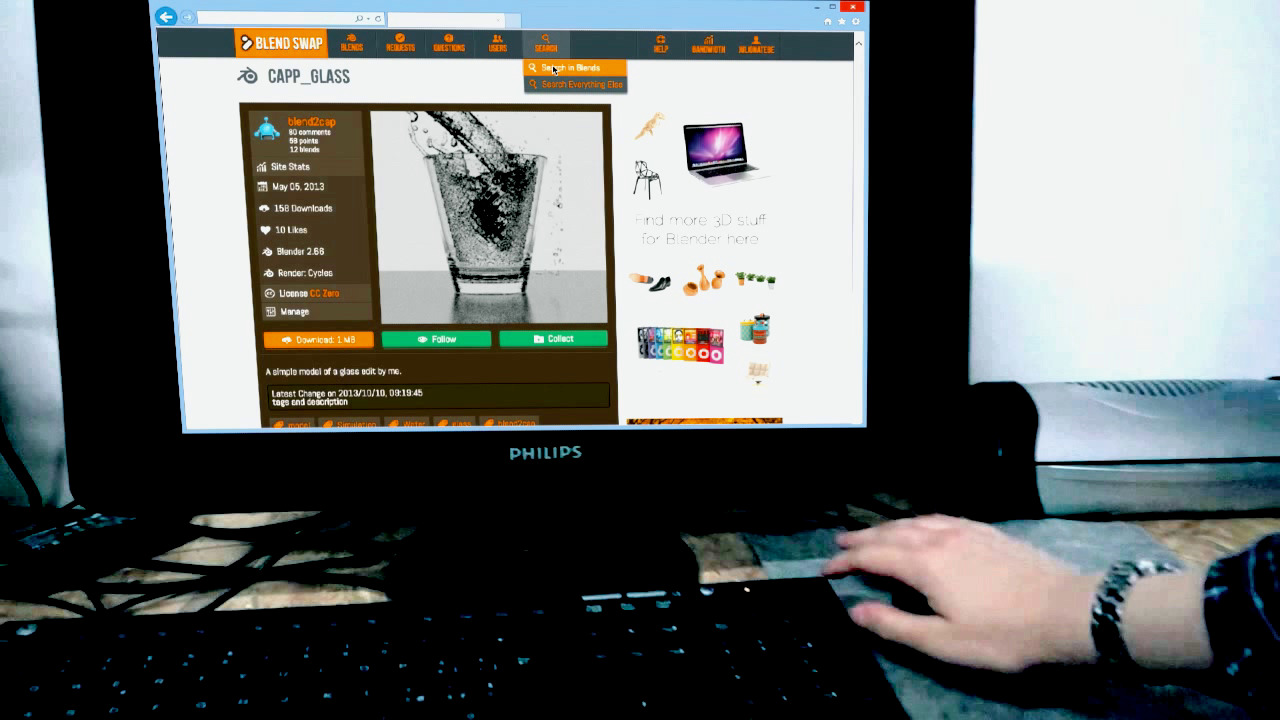 BLEND SWAP
BLENDS
REQUESTS
QUESTIONS
USERS
SEARCH
HELP
BANDWIDTH
Search in Blends
Search Everything Else
CAPP_GLASS
blend2cap
80 comments
58 points
12 blends
Site Stats
May 05, 2013
158 Downloads
10 Likes
Blender 2.66
Render: Cycles
License CC Zero
Manage
Download: 1 MB
Follow
Collect
A simple model of a glass edit by me.
Latest Change on 2013/10/10, 09:19:45
tags and description
model
Simulation
Water
glass
blend2cap
Find more 3D stuff
for Blender here
PHILIPS